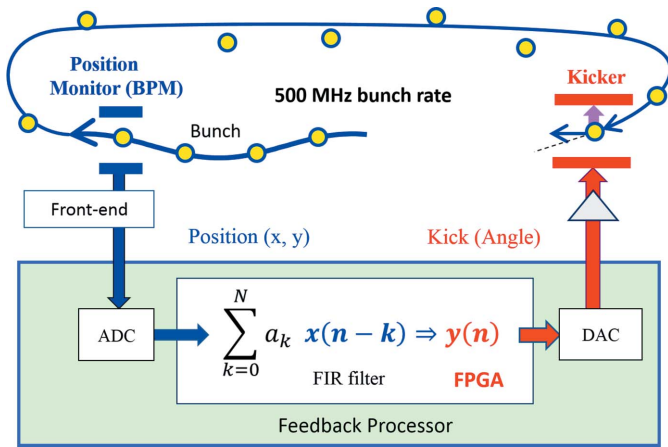 Position
Monitor (BPM)
500 MHz bunch rate
Kicker
Bunch
Front-end
Position (x, y)
Kick (Angle)
ADC
N
∑ aₖ x(n − k) ⇒ y(n)
k=0
DAC
FIR filter
FPGA
Feedback Processor